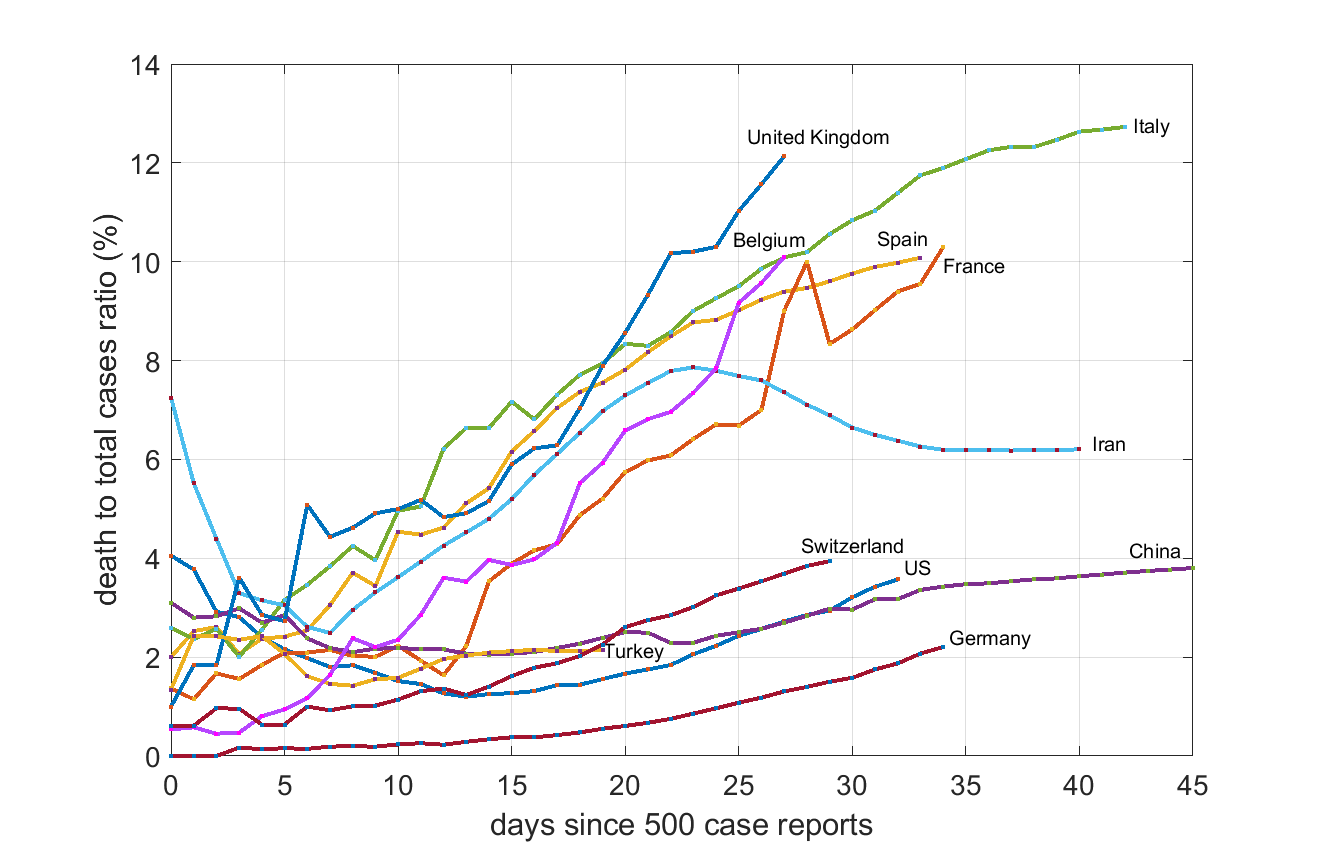 14
12
10
8
6
4
2
0
death to total cases ratio (%)
United Kingdom
Italy
Belgium
Spain
France
Iran
Switzerland
US
China
Turkey
Germany
0 5 10 15 20 25 30 35 40 45
days since 500 case reports